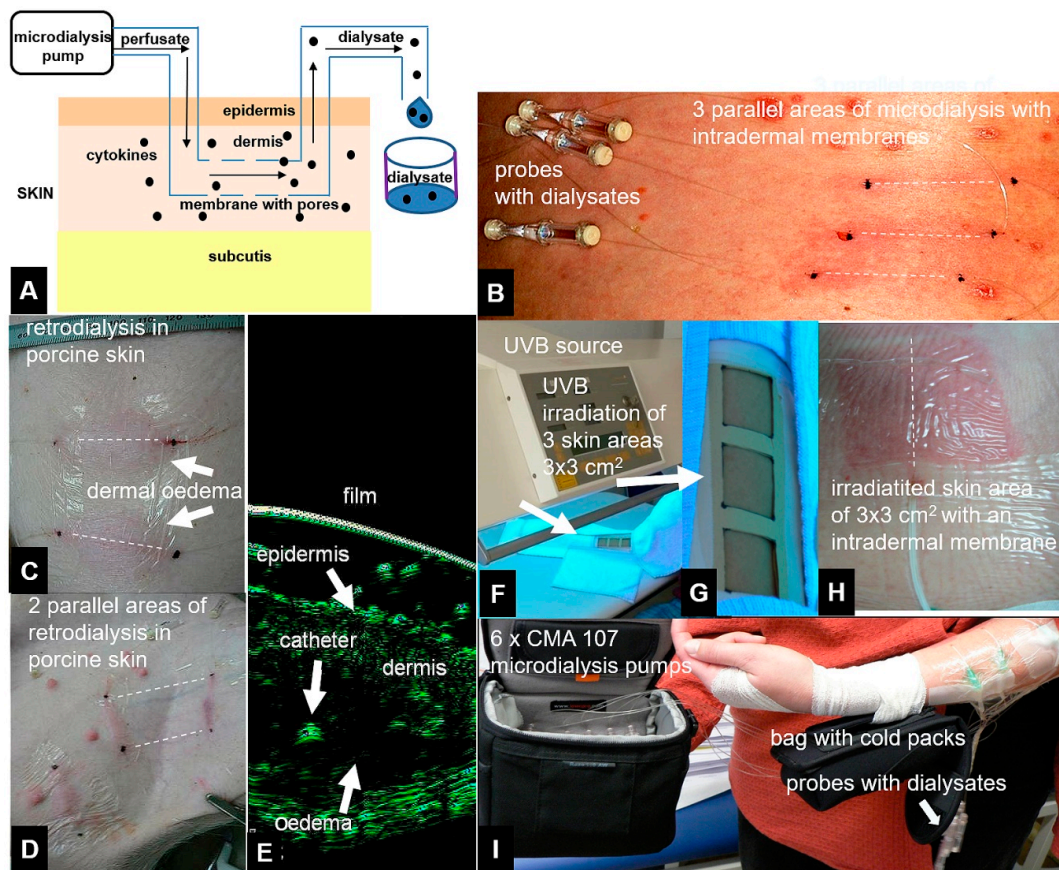 microdialysis
pump
perfusate
dialysate
epidermis
dermis
cytokines
SKIN
dialysate
membrane with pores
subcutis
A
3 parallel areas of microdialysis with
intradermal membranes
probes
with dialysates
B
retrodialysis in
porcine skin
dermal oedema
C
2 parallel areas of
retrodialysis in
porcine skin
D
film
epidermis
catheter
dermis
oedema
E
UVB source
UVB
irradiation of
3 skin areas
3x3 cm²
F
G
irradiatited skin area
of 3x3 cm² with an
intradermal membrane
H
6 x CMA 107
microdialysis pumps
bag with cold packs
probes with dialysates
I